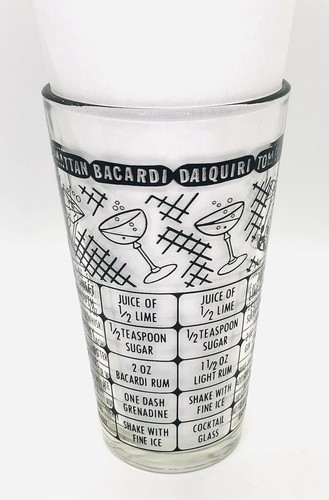 BACARDI DAIQUIRI
JUICE OF
1/2 LIME
1/2 TEASPOON
SUGAR
2 OZ
BACARDI RUM
ONE DASH
GRENADINE
SHAKE WITH
FINE ICE
JUICE OF
1/2 LIME
1/2 TEASPOON
SUGAR
1 1/2 OZ
LIGHT RUM
SHAKE WITH
FINE ICE
COCKTAIL
GLASS